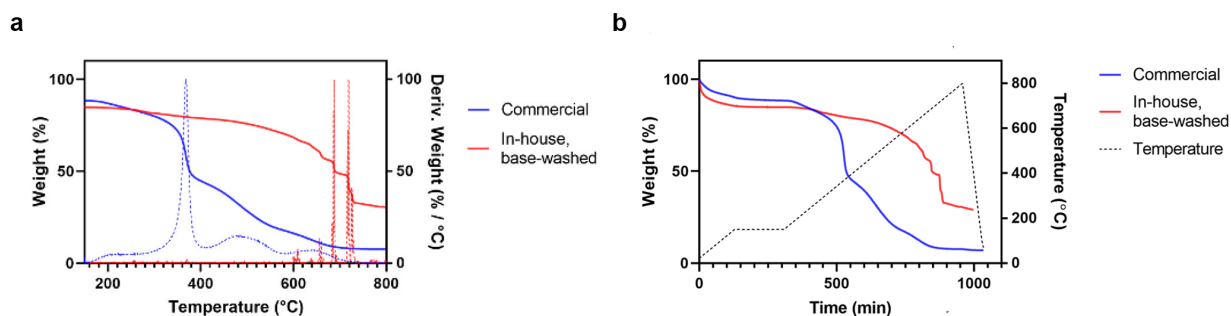 a
100
50
0
Weight (%)
200
400
600
800
Temperature (°C)
100
50
0
Deriv. Weight (% / °C)
Commercial
In-house,
base-washed
b
100
50
0
Weight (%)
0
500
1000
Time (min)
800
600
400
200
0
Temperature (°C)
Commercial
In-house,
base-washed
Temperature